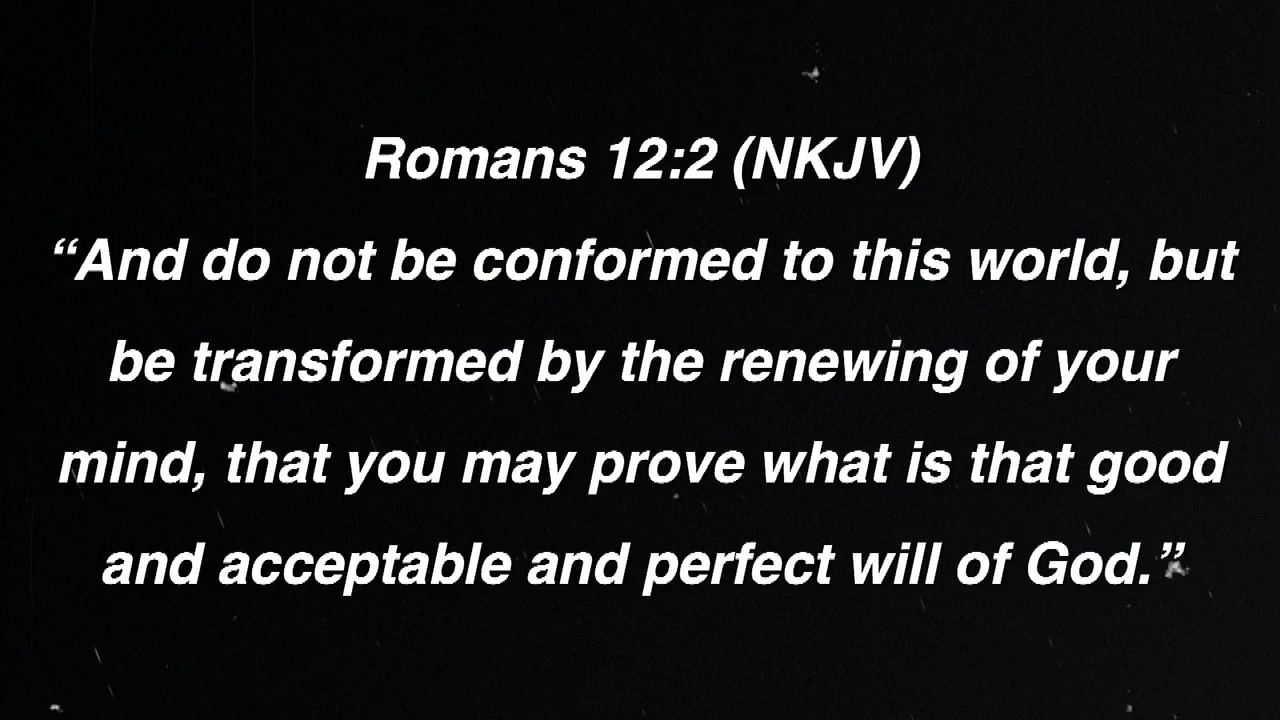 Romans 12:2 (NKJV)
“And do not be conformed to this world, but
be transformed by the renewing of your
mind, that you may prove what is that good
and acceptable and perfect will of God.”